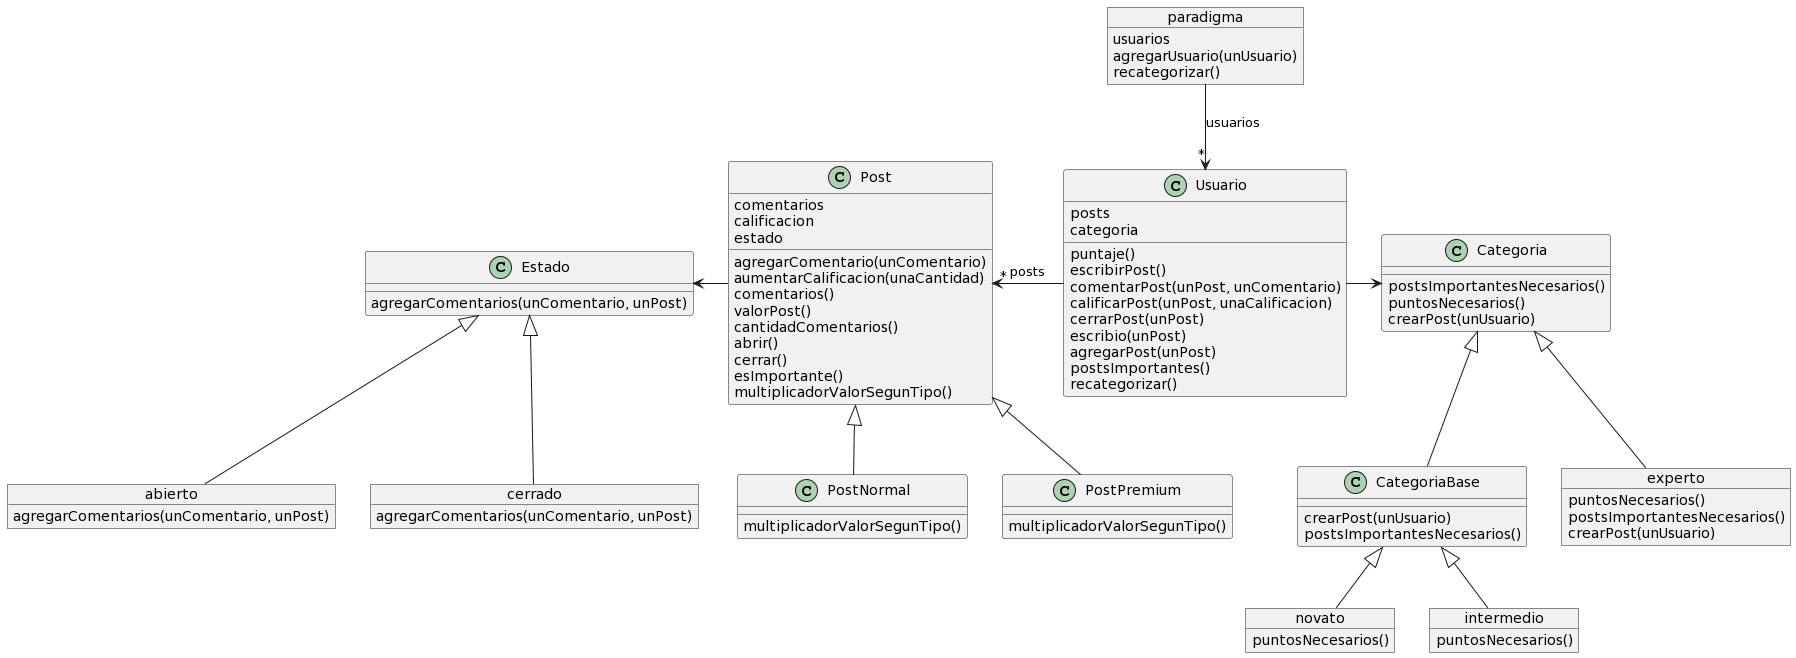 paradigma
usuarios
agregarUsuario(unUsuario)
recategorizar()
usuarios
*
C Post
comentarios
calificacion
estado
agregarComentario(unComentario)
aumentarCalificacion(unaCantidad)
comentarios()
valorPost()
cantidadComentarios()
abrir()
cerrar()
esImportante()
multiplicadorValorSegunTipo()
* posts
C Usuario
posts
categoria
puntaje()
escribirPost()
comentarPost(unPost, unComentario)
calificarPost(unPost, unaCalificacion)
cerrarPost(unPost)
escribio(unPost)
agregarPost(unPost)
postsImportantes()
recategorizar()
C Estado
agregarComentarios(unComentario, unPost)
C Categoria
postsImportantesNecesarios()
puntosNecesarios()
crearPost(unUsuario)
abierto
agregarComentarios(unComentario, unPost)
cerrado
agregarComentarios(unComentario, unPost)
C PostNormal
multiplicadorValorSegunTipo()
C PostPremium
multiplicadorValorSegunTipo()
C CategoriaBase
crearPost(unUsuario)
postsImportantesNecesarios()
experto
puntosNecesarios()
postsImportantesNecesarios()
crearPost(unUsuario)
novato
puntosNecesarios()
intermedio
puntosNecesarios()